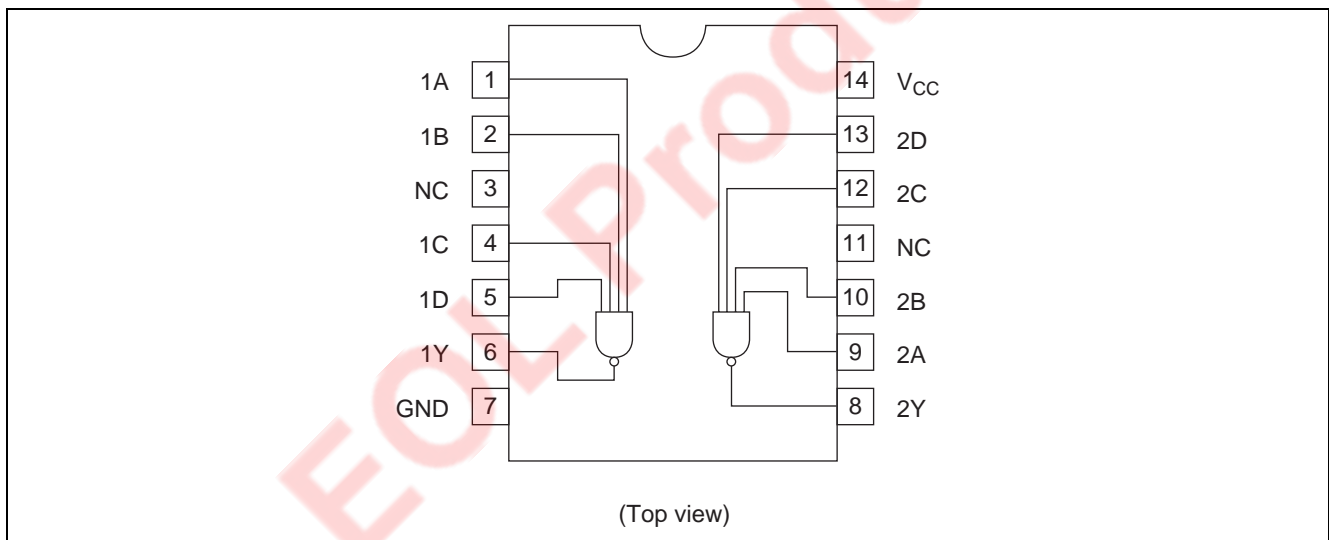 1A 1 14 VCC
1B 2 13 2D
NC 3 12 2C
1C 4 11 NC
1D 5 10 2B
1Y 6 9 2A
GND 7 8 2Y
(Top view)
EOL Produ